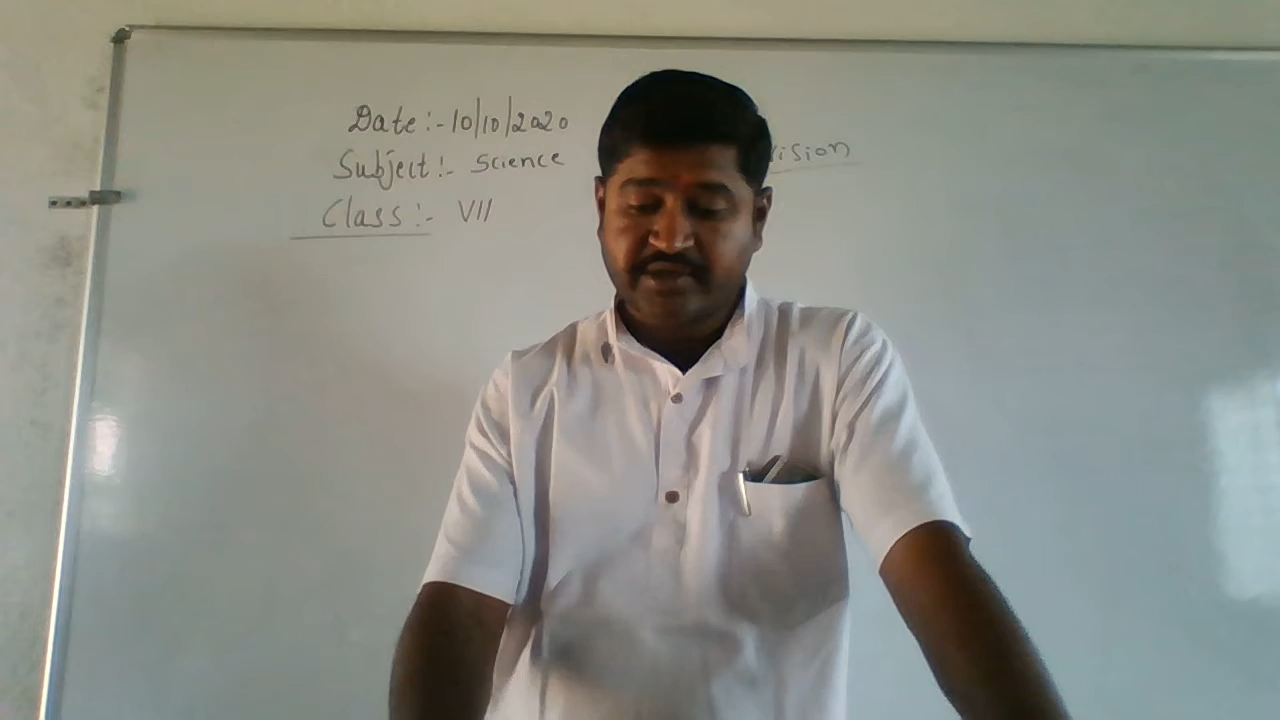 Date :- 10/10/2020
Subject :- Science
Class :- VII